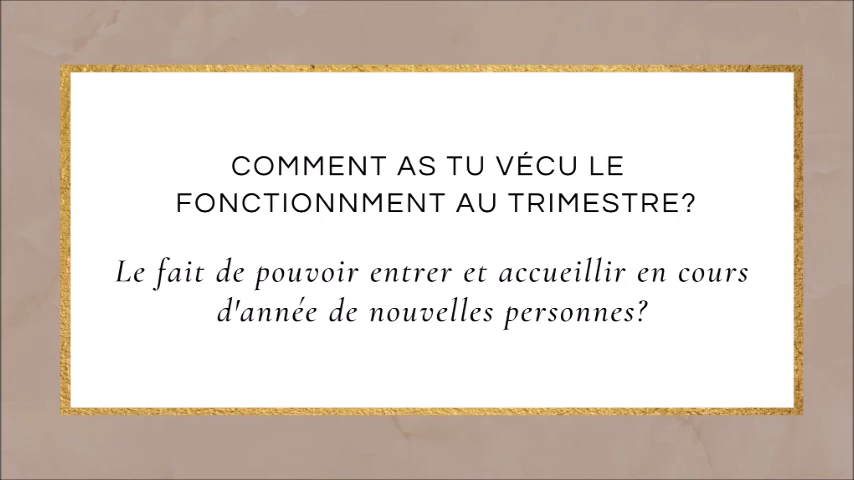 COMMENT AS TU VÉCU LE
FONCTIONNMENT AU TRIMESTRE?
Le fait de pouvoir entrer et accueillir en cours
d'année de nouvelles personnes?